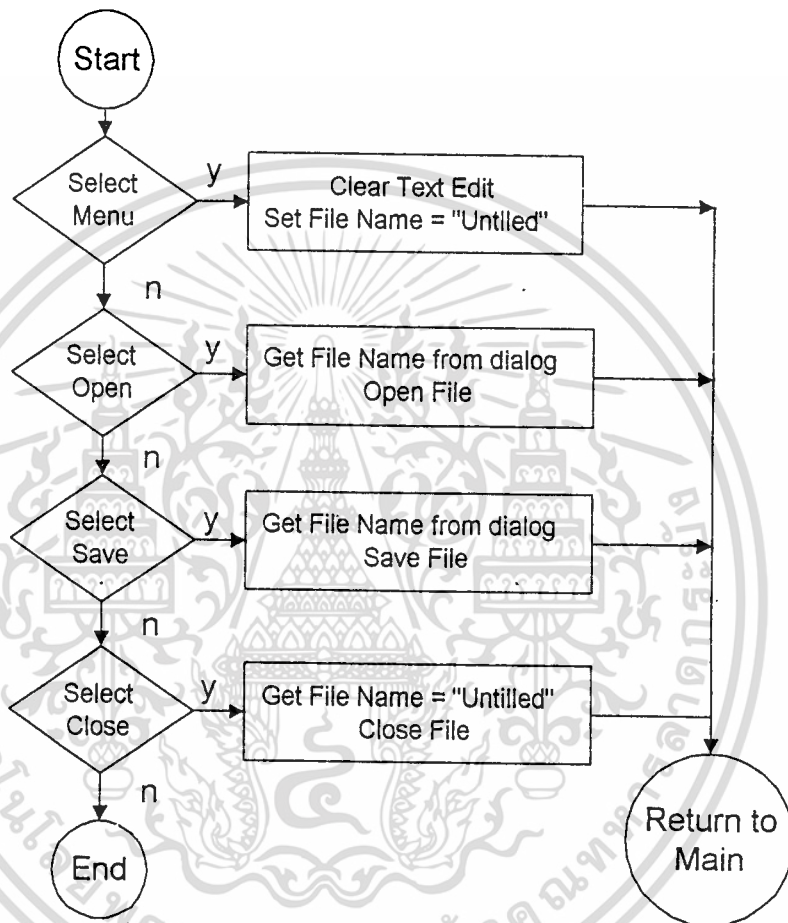 Start
Select
Menu
y
Clear Text Edit
Set File Name = "Untlled"
n
Select
Open
y
Get File Name from dialog
Open File
n
Select
Save
y
Get File Name from dialog
Save File
n
Select
Close
y
Get File Name = "Untilled"
Close File
n
End
Return to
Main